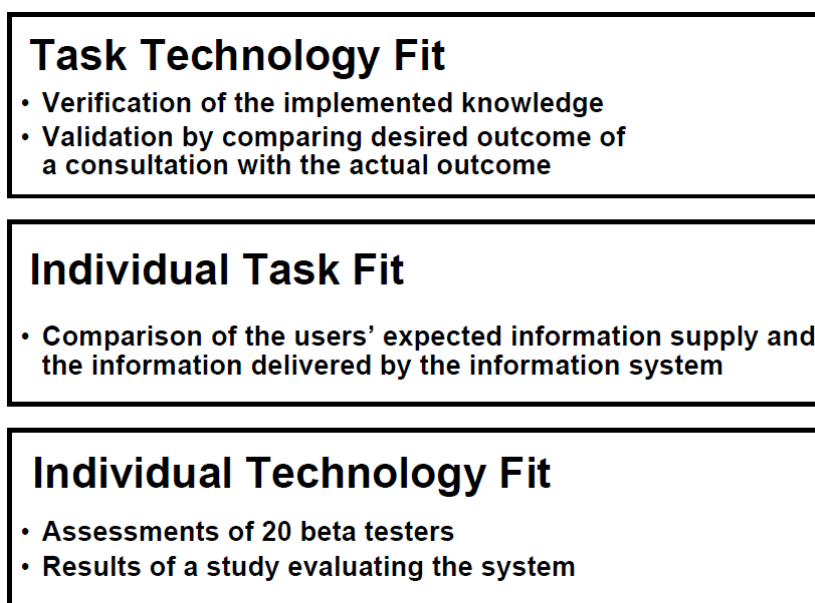 Task Technology Fit
• Verification of the implemented knowledge
• Validation by comparing desired outcome of
a consultation with the actual outcome
Individual Task Fit
• Comparison of the users' expected information supply and
the information delivered by the information system
Individual Technology Fit
• Assessments of 20 beta testers
• Results of a study evaluating the system